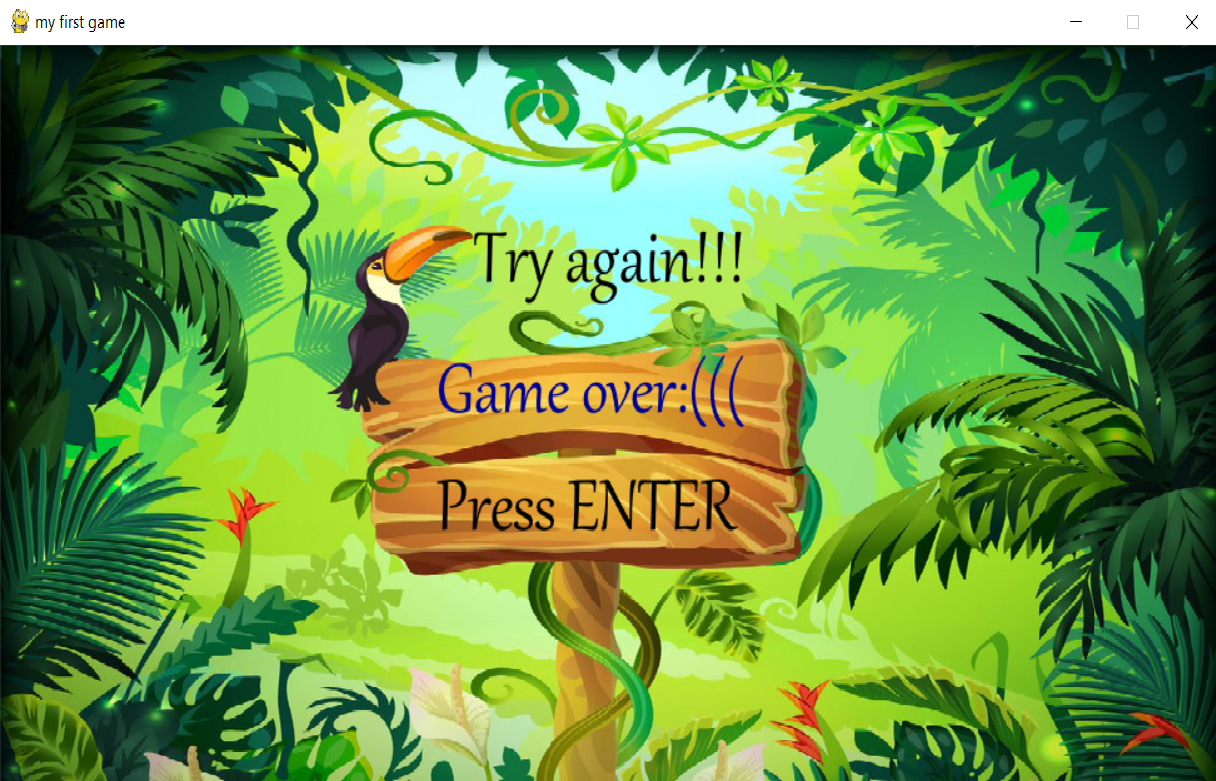 my first game
Try again!!!
Game over:(((
Press ENTER